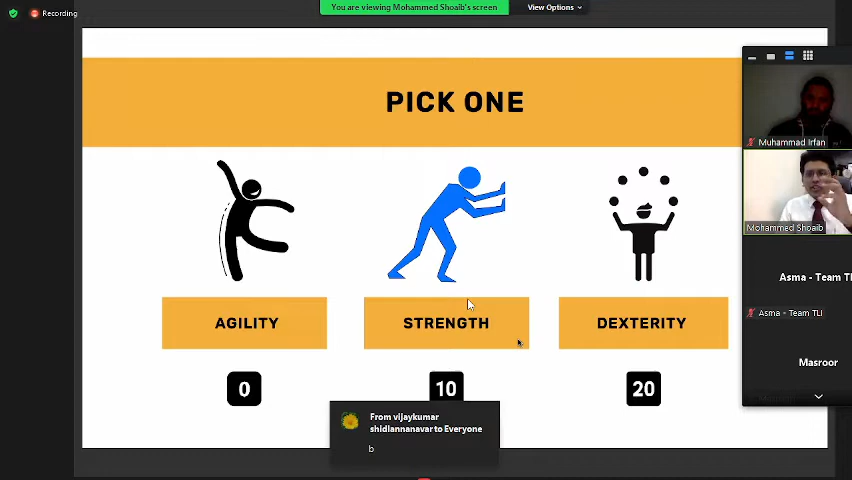 Recording
You are viewing Mohammed Shoaib's screen
View Options
PICK ONE
Muhammad Irfan
Mohammed Shoaib
Asma - Team TLI
Asma - Team TLI
Masroor
AGILITY
STRENGTH
DEXTERITY
0
10
20
From vijaykumar
shidlannanavar to Everyone
b